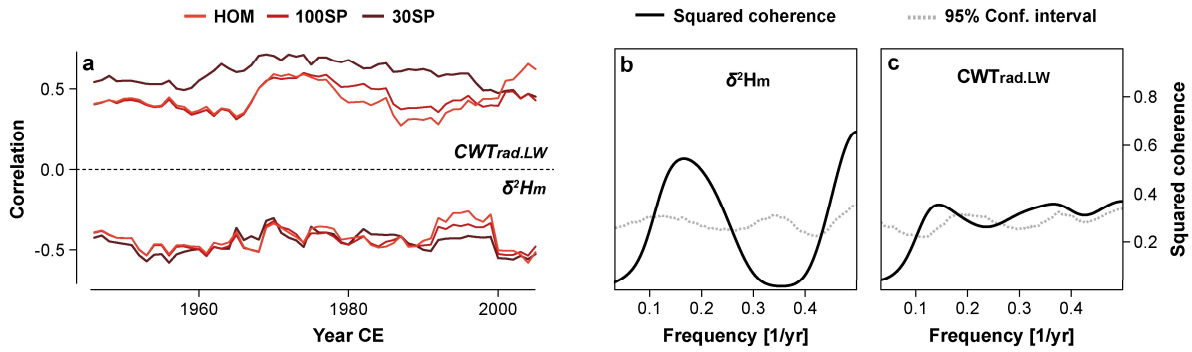 HOM 100SP 30SP
Squared coherence 95% Conf. interval
a
0.5
0.0
-0.5
Correlation
CWTrad.LW
δ²Hm
1960 1980 2000
Year CE
b
δ²Hm
0.1 0.2 0.3 0.4
Frequency [1/yr]
c
CWTrad.LW
0.1 0.2 0.3 0.4
Frequency [1/yr]
0.8
0.6
0.4
0.2
Squared coherence